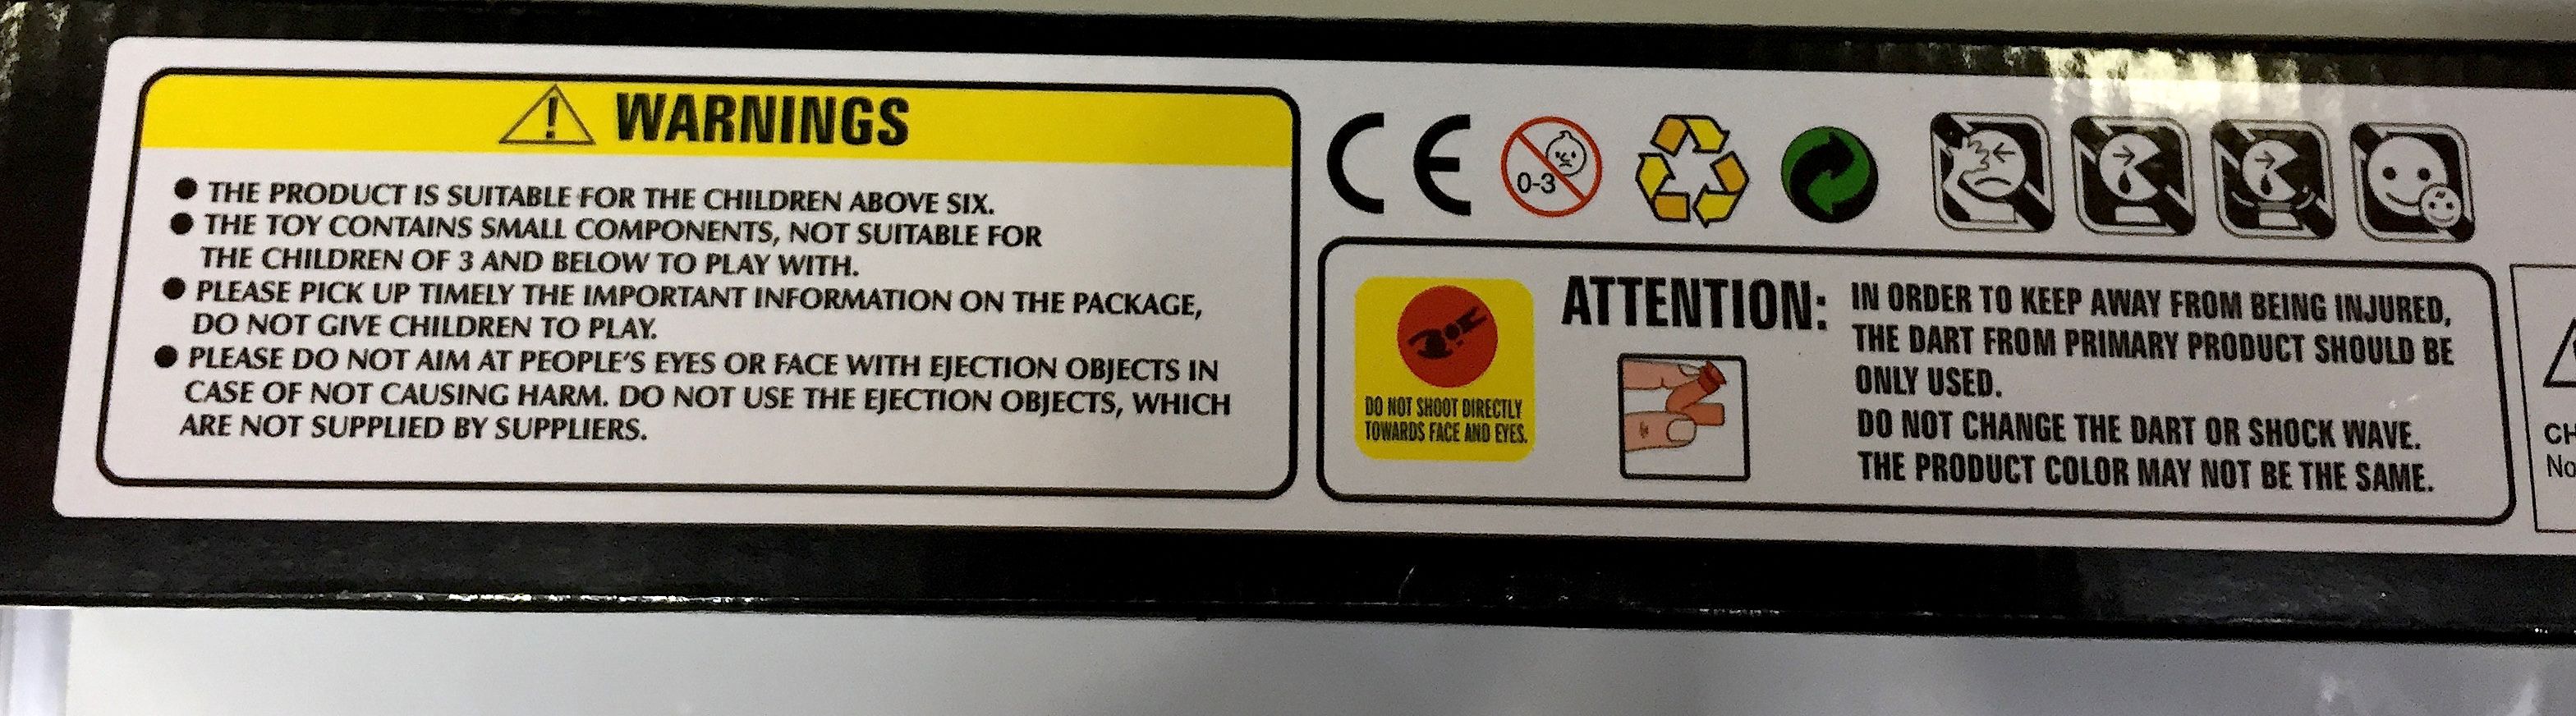 WARNINGS
● THE PRODUCT IS SUITABLE FOR THE CHILDREN ABOVE SIX.
● THE TOY CONTAINS SMALL COMPONENTS, NOT SUITABLE FOR
THE CHILDREN OF 3 AND BELOW TO PLAY WITH.
● PLEASE PICK UP TIMELY THE IMPORTANT INFORMATION ON THE PACKAGE,
DO NOT GIVE CHILDREN TO PLAY.
● PLEASE DO NOT AIM AT PEOPLE'S EYES OR FACE WITH EJECTION OBJECTS IN
CASE OF NOT CAUSING HARM. DO NOT USE THE EJECTION OBJECTS, WHICH
ARE NOT SUPPLIED BY SUPPLIERS.
CE
0-3
DO NOT SHOOT DIRECTLY
TOWARDS FACE AND EYES.
ATTENTION:
IN ORDER TO KEEP AWAY FROM BEING INJURED,
THE DART FROM PRIMARY PRODUCT SHOULD BE
ONLY USED.
DO NOT CHANGE THE DART OR SHOCK WAVE.
THE PRODUCT COLOR MAY NOT BE THE SAME.
CH
No